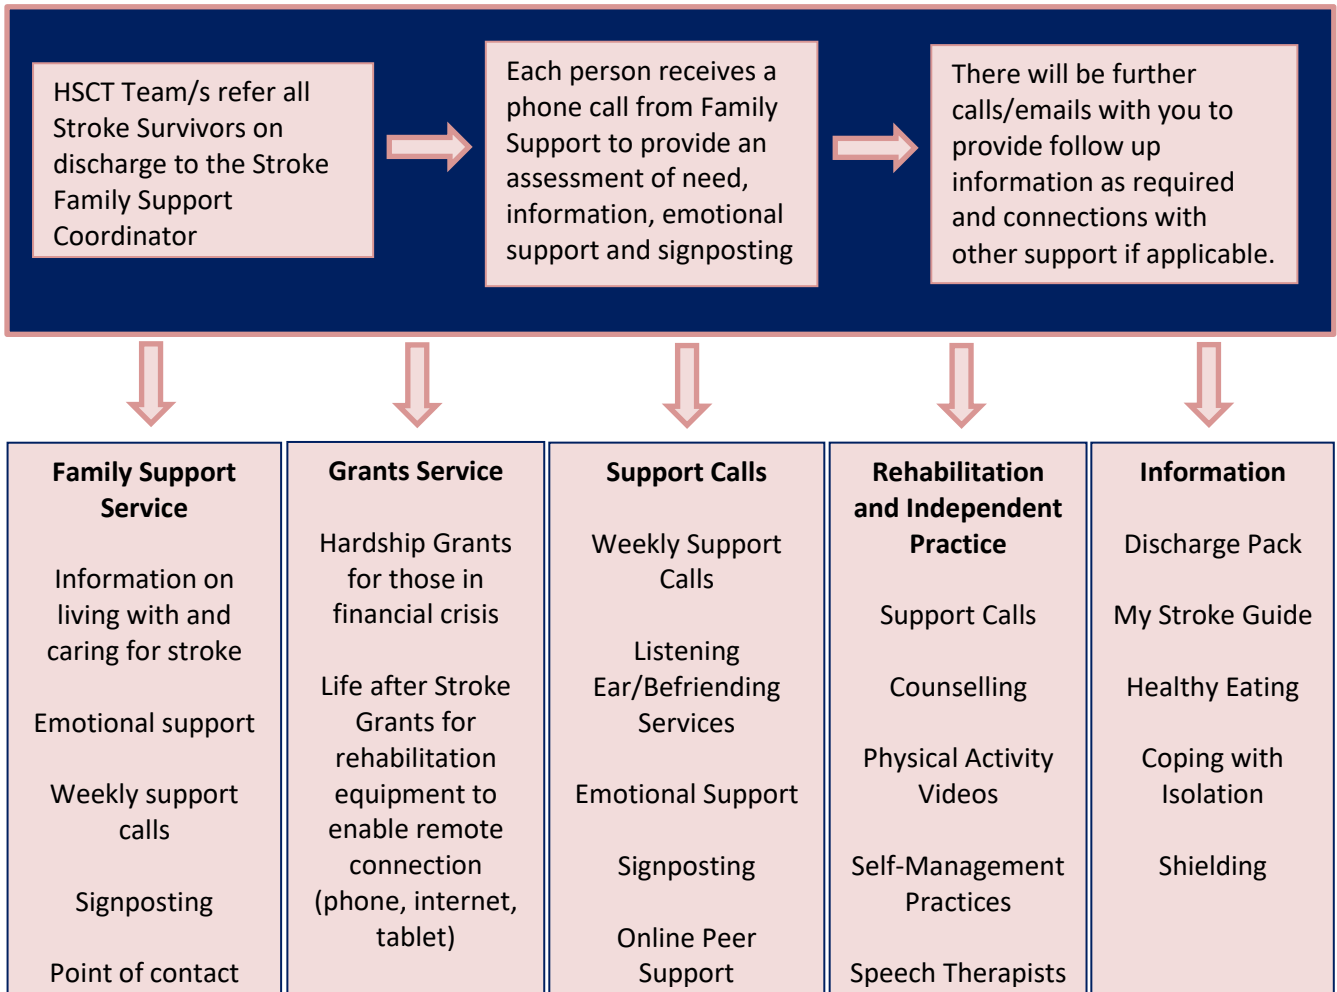 HSCT Team/s refer all
Stroke Survivors on
discharge to the Stroke
Family Support
Coordinator
Each person receives a
phone call from Family
Support to provide an
assessment of need,
information, emotional
support and signposting
There will be further
calls/emails with you to
provide follow up
information as required
and connections with
other support if applicable.
Family Support
Service
Information on
living with and
caring for stroke
Emotional support
Weekly support
calls
Signposting
Point of contact
Grants Service
Hardship Grants
for those in
financial crisis
Life after Stroke
Grants for
rehabilitation
equipment to
enable remote
connection
(phone, internet,
tablet)
Support Calls
Weekly Support
Calls
Listening
Ear/Befriending
Services
Emotional Support
Signposting
Online Peer
Support
Rehabilitation
and Independent
Practice
Support Calls
Counselling
Physical Activity
Videos
Self-Management
Practices
Speech Therapists
Information
Discharge Pack
My Stroke Guide
Healthy Eating
Coping with
Isolation
Shielding